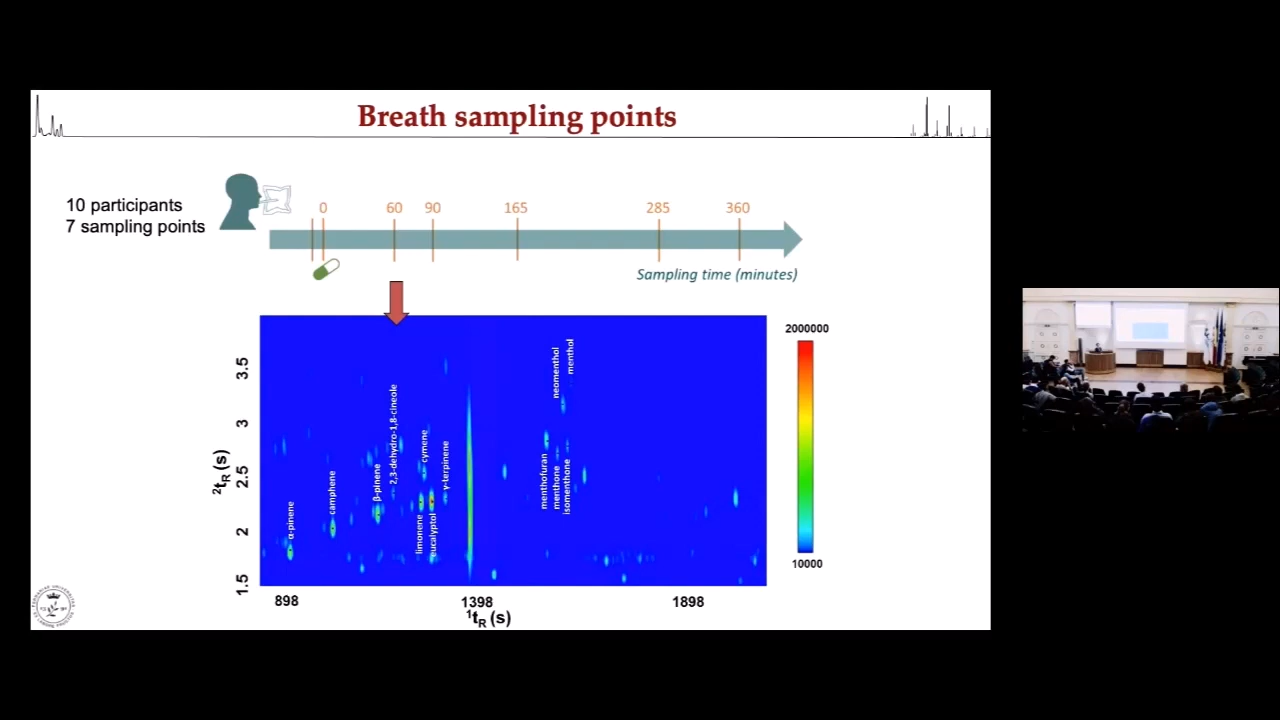 Breath sampling points
10 participants
7 sampling points
0
60
90
165
285
360
Sampling time (minutes)
2000000
10000
3.5
3
2.5
2
1.5
²tR (s)
α-pinene
camphene
β-pinene
2,3-dehydro-1,8-cineole
limonene
cymene
eucalyptol
γ-terpinene
menthofuran
neomenthol
menthone
menthol
isomenthone
898
1398
1898
¹tR (s)